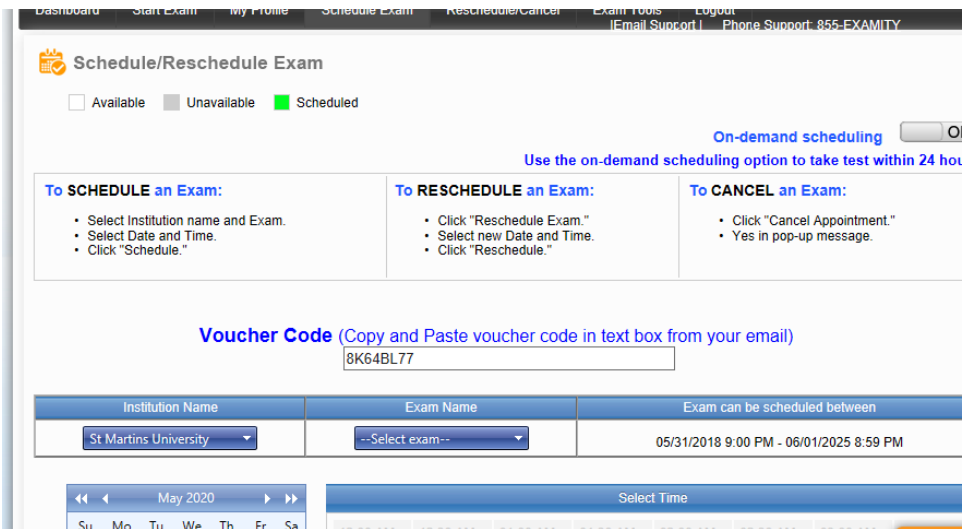 Dashboard Start Exam My Profile Schedule Exam Reschedule/Cancel Exam Tools Logout
|Email Support | Phone Support: 855-EXAMITY
Schedule/Reschedule Exam
Available Unavailable Scheduled
On-demand scheduling
Use the on-demand scheduling option to take test within 24
To SCHEDULE an Exam:
• Select Institution name and Exam.
• Select Date and Time.
• Click "Schedule."
To RESCHEDULE an Exam:
• Click "Reschedule Exam."
• Select new Date and Time.
• Click "Reschedule."
To CANCEL an Exam:
• Click "Cancel Appointment."
• Yes in pop-up message.
Voucher Code (Copy and Paste voucher code in text box from your email)
8K64BL77
Institution Name Exam Name Exam can be scheduled between
St Martins University --Select exam-- 05/31/2018 9:00 PM - 06/01/2025 8:59 PM
May 2020 Select Time
Su Mo Tu We Th Fr Sa